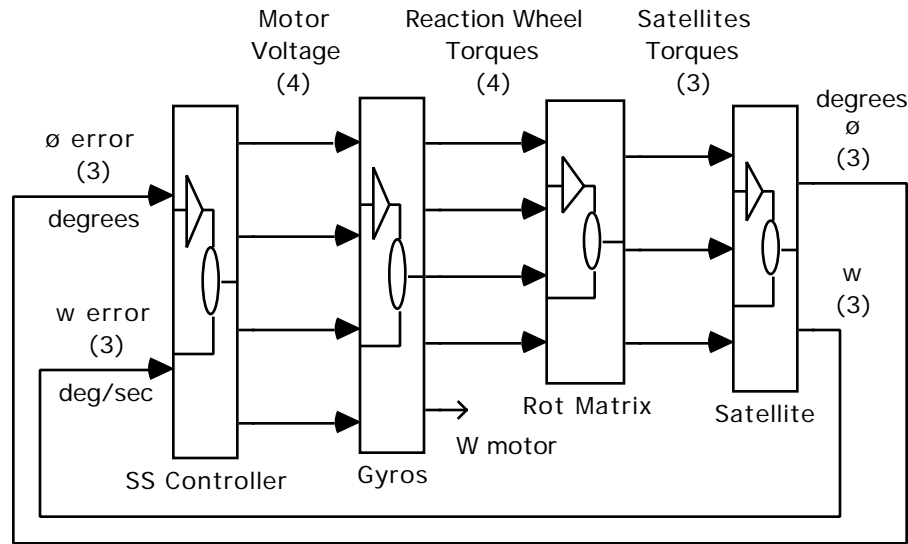 Motor
Voltage
(4)
Reaction Wheel
Torques
(4)
Satellites
Torques
(3)
degrees
ø
(3)
ø error
(3)
degrees
w error
(3)
deg/sec
w
(3)
W motor
Rot Matrix
Satellite
SS Controller
Gyros